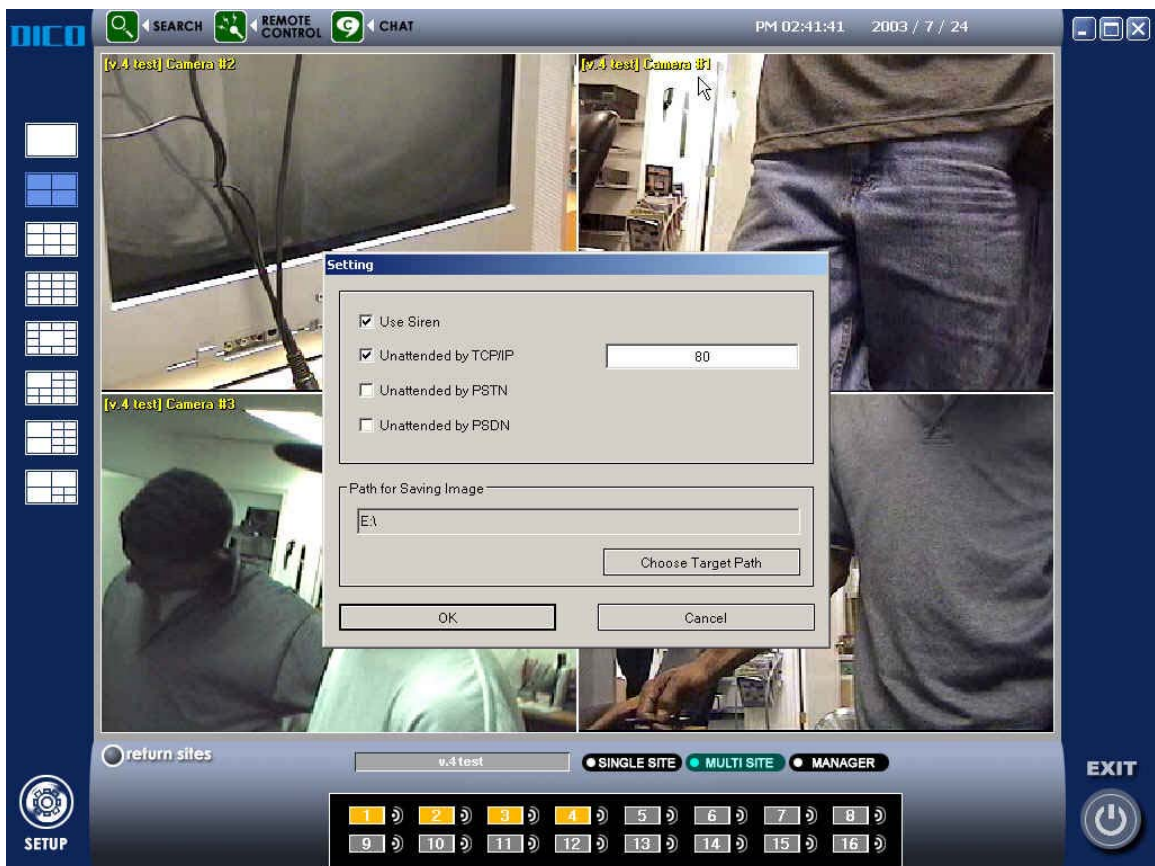 DICO
SEARCH
REMOTE CONTROL
CHAT
PM 02:41:41 2003 / 7 / 24
[v.4 test] Camera #2
[v.4 test] Camera #1
Setting
Use Siren
Unattended by TCP/IP
80
Unattended by PSTN
Unattended by PSDN
[v.4 test] Camera #3
Path for Saving Image
E:\
Choose Target Path
OK
Cancel
return sites
v.4 test
SINGLE SITE
MULTI SITE
MANAGER
EXIT
SETUP
1 2 3 4 5 6 7 8
9 10 11 12 13 14 15 16